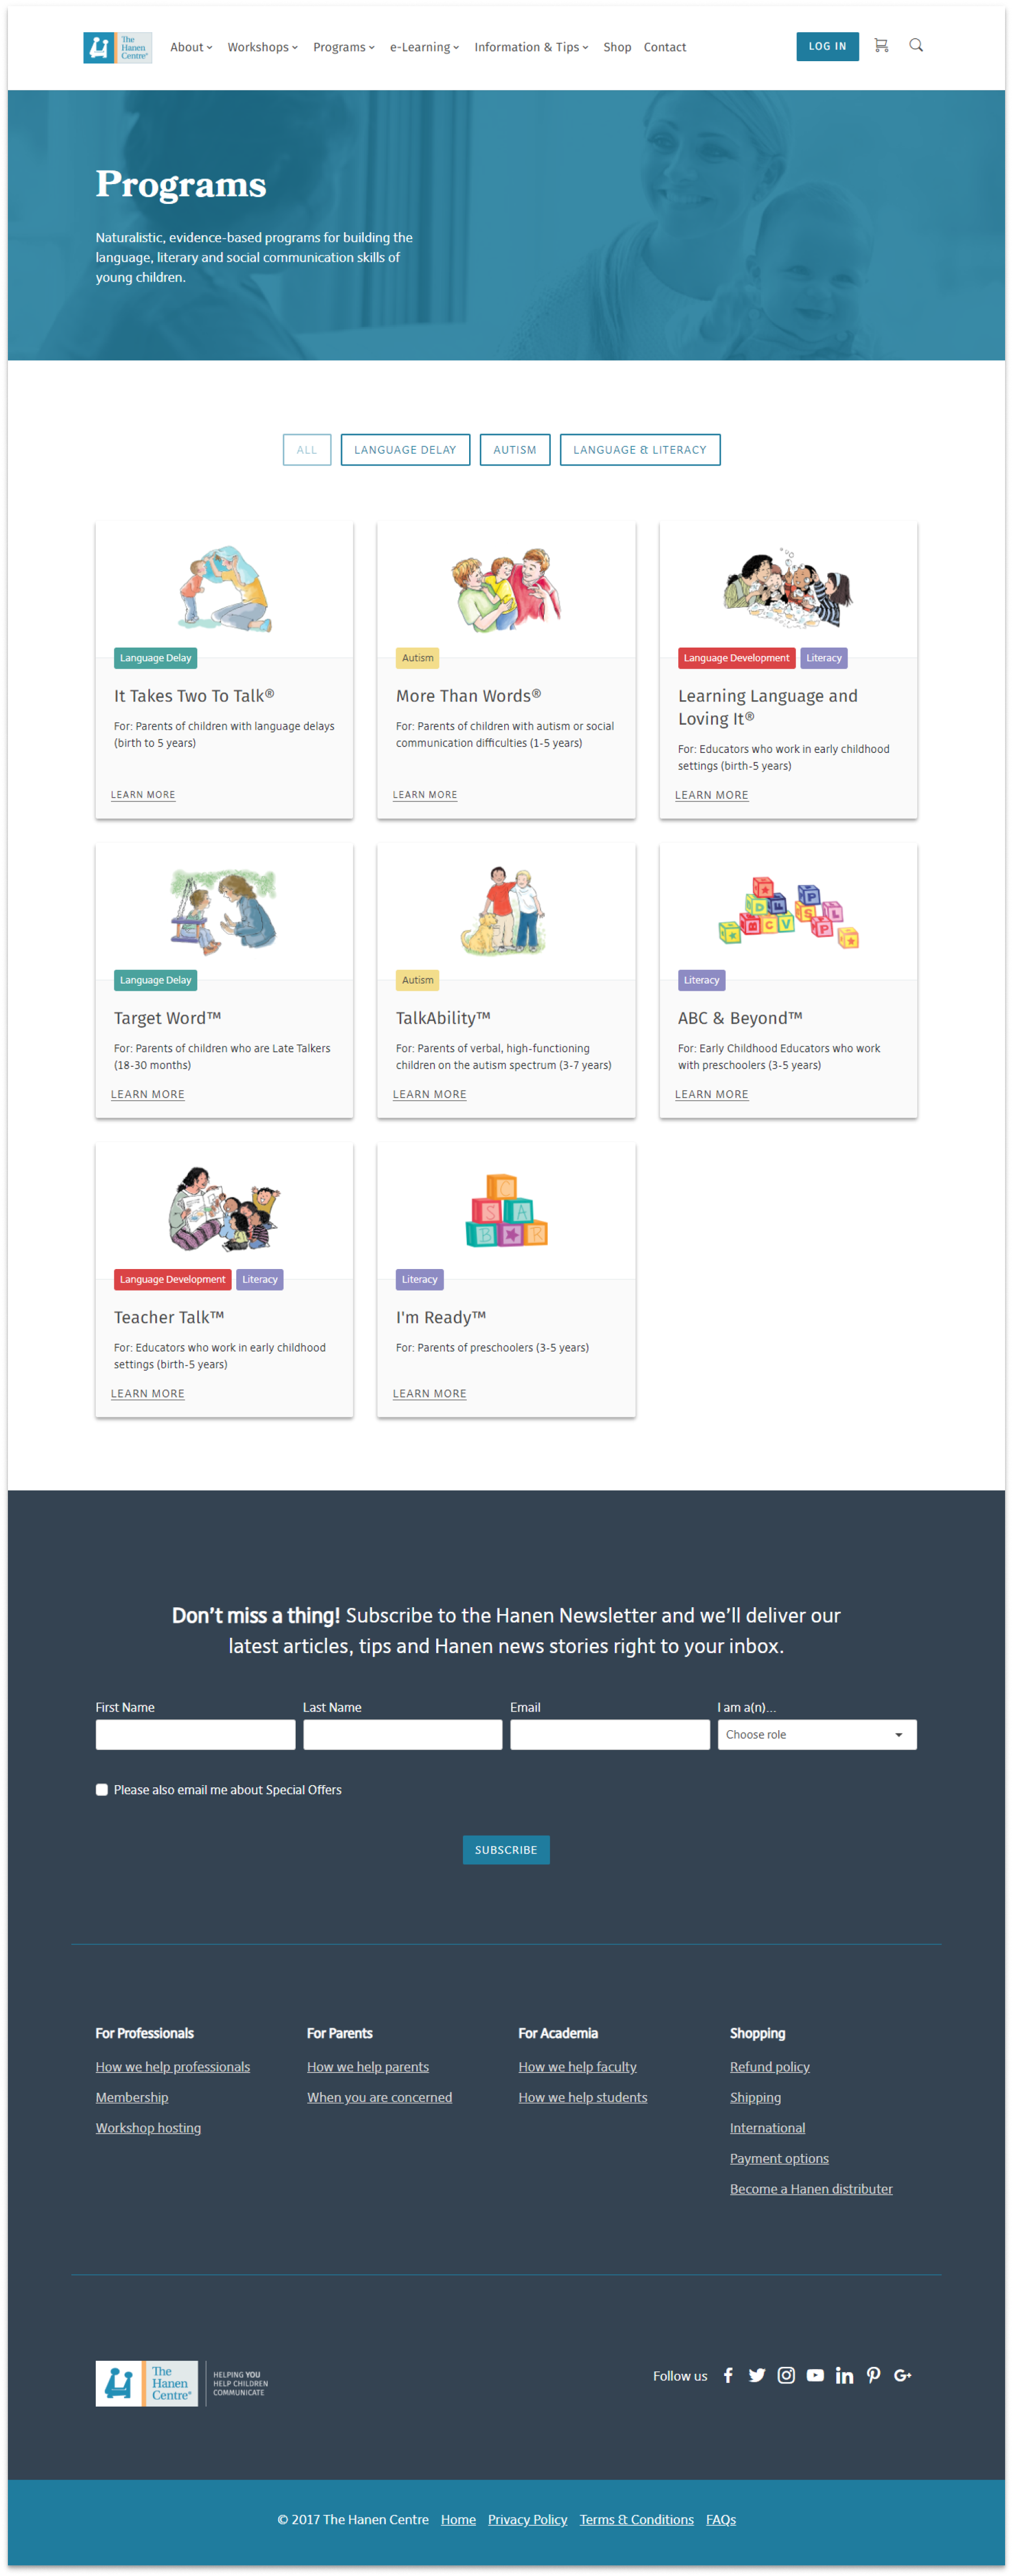 The
Hanen
Centre®
About
Workshops
Programs
e-Learning
Information & Tips
Shop
Contact
LOG IN
Programs
Naturalistic, evidence-based programs for building the
language, literary and social communication skills of
young children.
ALL
LANGUAGE DELAY
AUTISM
LANGUAGE & LITERACY
Language Delay
It Takes Two To Talk®
For: Parents of children with language delays
(birth to 5 years)
LEARN MORE
Autism
More Than Words®
For: Parents of children with autism or social
communication difficulties (1-5 years)
LEARN MORE
Language Development
Literacy
Learning Language and
Loving It®
For: Educators who work in early childhood
settings (birth-5 years)
LEARN MORE
Language Delay
Target Word™
For: Parents of children who are Late Talkers
(18-30 months)
LEARN MORE
Autism
TalkAbility™
For: Parents of verbal, high-functioning
children on the autism spectrum (3-7 years)
LEARN MORE
Literacy
ABC & Beyond™
For: Early Childhood Educators who work
with preschoolers (3-5 years)
LEARN MORE
Language Development
Literacy
Teacher Talk™
For: Educators who work in early childhood
settings (birth-5 years)
LEARN MORE
C
S A
B R
Literacy
I'm Ready™
For: Parents of preschoolers (3-5 years)
LEARN MORE
Don't miss a thing! Subscribe to the Hanen Newsletter and we'll deliver our
latest articles, tips and Hanen news stories right to your inbox.
First Name
Last Name
Email
I am a(n)...
Choose role
Please also email me about Special Offers
SUBSCRIBE
For Professionals
How we help professionals
Membership
Workshop hosting
For Parents
How we help parents
When you are concerned
For Academia
How we help faculty
How we help students
Shopping
Refund policy
Shipping
International
Payment options
Become a Hanen distributer
The
Hanen
Centre®
HELPING YOU
HELP CHILDREN
COMMUNICATE
Follow us
© 2017 The Hanen Centre Home Privacy Policy Terms & Conditions FAQs